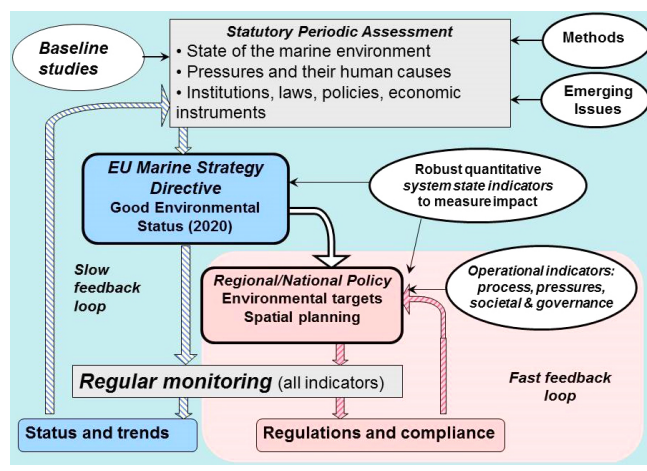 Baseline
studies
Statutory Periodic Assessment
• State of the marine environment
• Pressures and their human causes
• Institutions, laws, policies, economic
instruments
Methods
Emerging
Issues
EU Marine Strategy
Directive
Good Environmental
Status (2020)
Robust quantitative
system state indicators
to measure impact
Slow
feedback
loop
Regional/National Policy
Environmental targets
Spatial planning
Operational indicators:
process, pressures,
societal & governance
Regular monitoring (all indicators)
Fast feedback
loop
Status and trends
Regulations and compliance